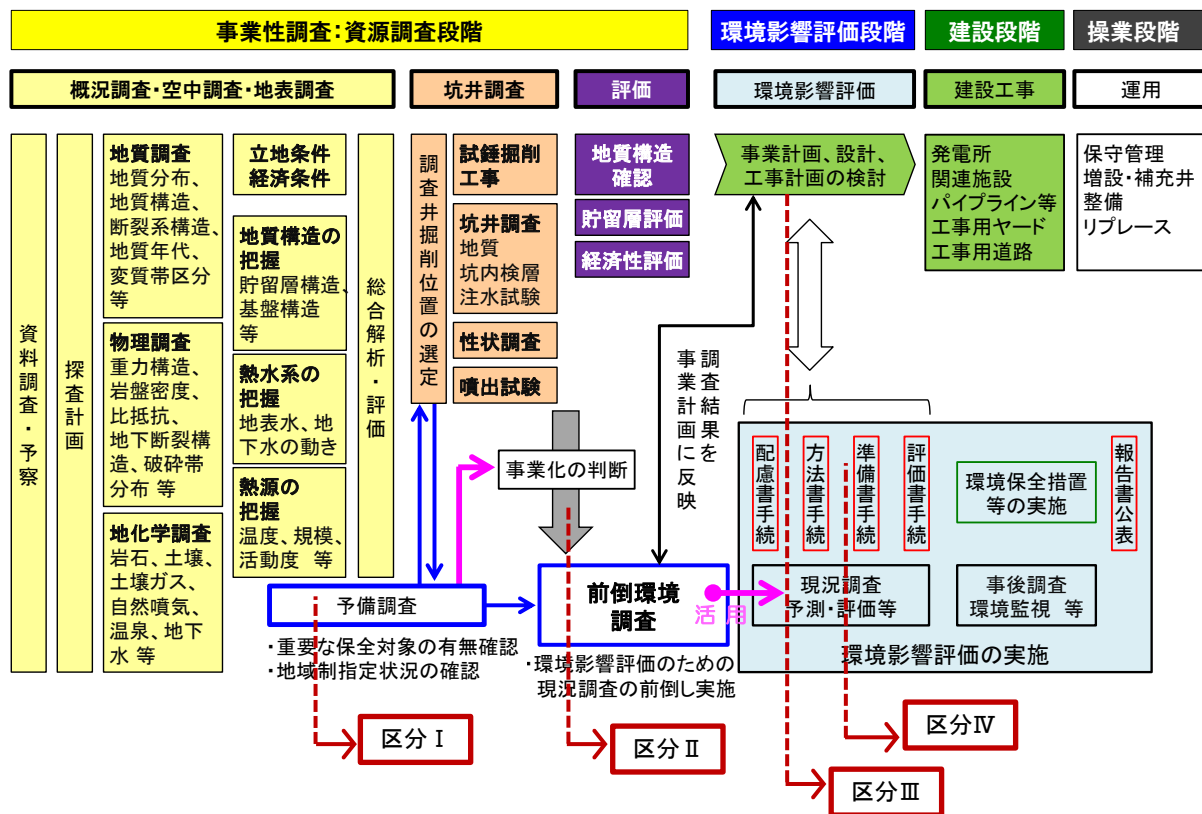 事業性調査：資源調査段階
環境影響評価段階
建設段階
操業段階
概況調査・空中調査・地表調査
坑井調査
評価
環境影響評価
建設工事
運用
資料調査・予察
探査計画
地質調査
地質分布、
地質構造、
断裂系構造、
地質年代、
変質帯区分
等
物理調査
重力構造、
岩盤密度、
比抵抗、
地下断裂構
造、破砕帯
分布 等
地化学調査
岩石、土壌、
土壌ガス、
自然噴気、
温泉、地下
水 等
立地条件
経済条件
地質構造の
把握
貯留層構造、
基盤構造
等
熱水系の
把握
地表水、地
下水の動き
熱源の
把握
温度、規模、
活動度 等
総合解析・評価
調査井掘削位置の選定
試錐掘削
工事
坑井調査
地質
坑内検層
注水試験
性状調査
噴出試験
地質構造
確認
貯留層評価
経済性評価
事業計画、設計、
工事計画の検討
発電所
関連施設
パイプライン等
工事用ヤード
工事用道路
保守管理
増設・補充井
整備
リプレース
調査結果を
事業計画に反映
事業化の判断
予備調査
・重要な保全対象の有無確認
・地域制指定状況の確認
前倒環境
調査
・環境影響評価のための
現況調査の前倒し実施
活用
配慮書手続
方法書手続
準備書手続
評価書手続
環境保全措置
等の実施
報告書公表
現況調査
予測・評価等
事後調査
環境監視 等
環境影響評価の実施
区分Ⅰ
区分Ⅱ
区分Ⅳ
区分Ⅲ